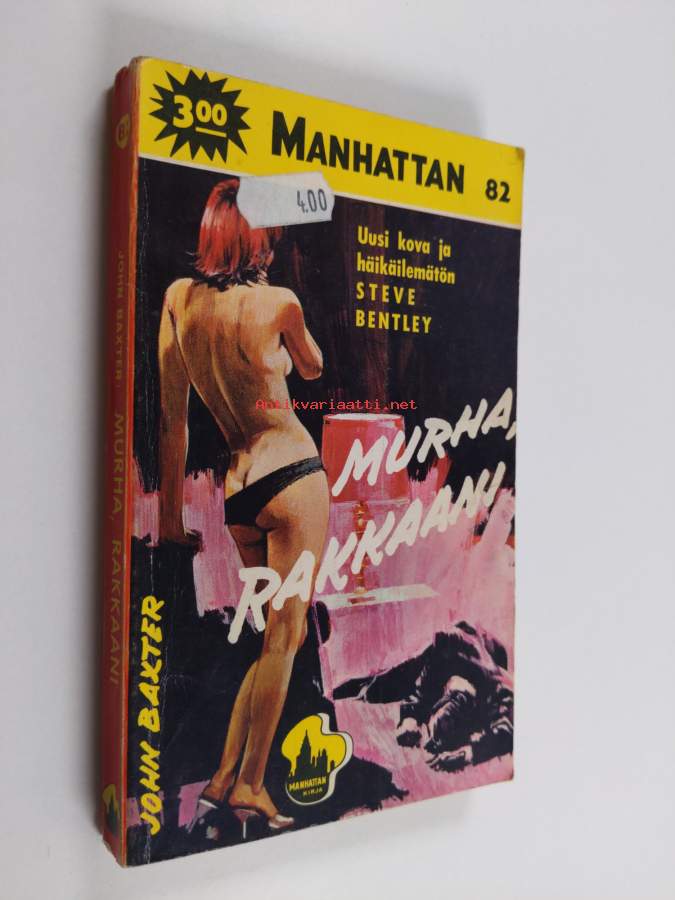 3.00
MANHATTAN 82
4.00
Uusi kova ja
häikäilemätön
STEVE
BENTLEY
Antikvariaatti.net
MURHA,
RAKKAANI
JOHN BAXTER
MANHATTAN
KIRJA
JOHN BAXTER MURHA, RAKKAANI